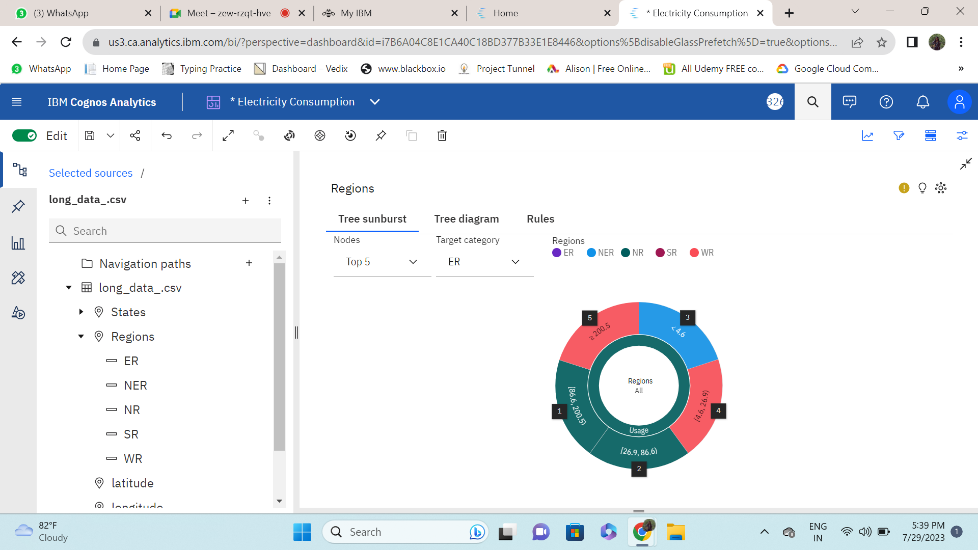 (3) WhatsApp
Meet – zew-rzqt-hve
My IBM
Home
* Electricity Consumption
us3.ca.analytics.ibm.com/bi/?perspective=dashboard&id=i7B6A04C8E1CA40C18BD377B33E1E8446&options%5BdisableGlassPrefetch%5D=true&options...
WhatsApp
Home Page
Typing Practice
Dashboard Vedix
www.blackbox.io
Project Tunnel
Alison | Free Online...
All Udemy FREE co...
Google Cloud Com...
»
IBM Cognos Analytics
* Electricity Consumption
Edit
Selected sources /
long_data_.csv
Search
Navigation paths
long_data_.csv
States
Regions
ER
NER
NR
SR
WR
latitude
Regions
Tree sunburst
Tree diagram
Rules
Nodes
Top 5
Target category
ER
Regions
ER
NER
NR
SR
WR
5
≥ 200.5
3
< 4.6
Regions
All
1
[86.6, 200.5)
4
[4.6, 26.9)
Usage
[26.9, 86.6)
2
82°F
Cloudy
Search
ENG
IN
5:39 PM
7/29/2023
1